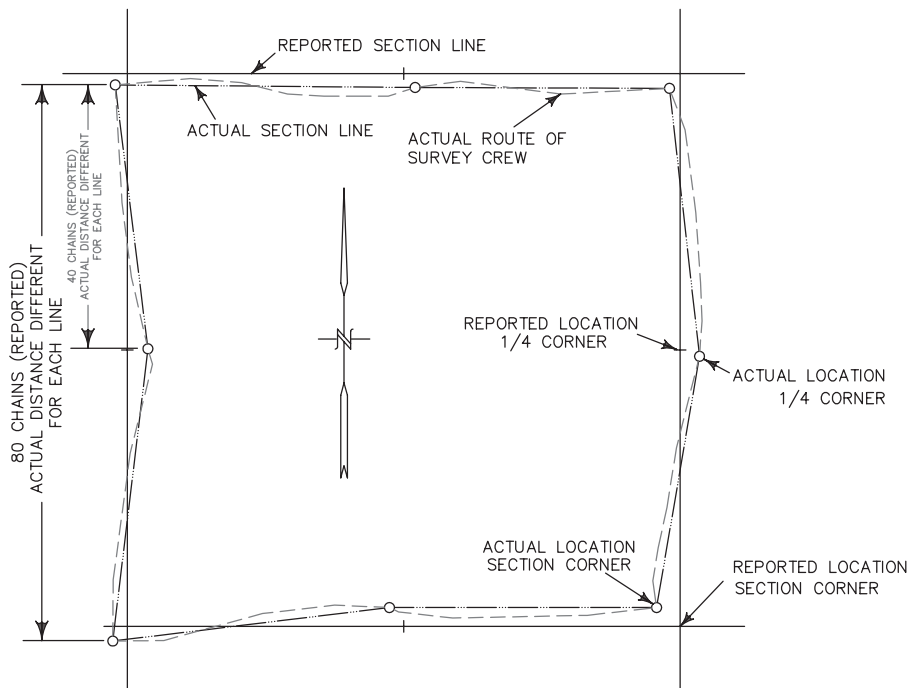 REPORTED SECTION LINE
ACTUAL SECTION LINE
ACTUAL ROUTE OF
SURVEY CREW
40 CHAINS (REPORTED)
ACTUAL DISTANCE DIFFERENT
FOR EACH LINE
80 CHAINS (REPORTED)
ACTUAL DISTANCE DIFFERENT
FOR EACH LINE
N
REPORTED LOCATION
1/4 CORNER
ACTUAL LOCATION
1/4 CORNER
ACTUAL LOCATION
SECTION CORNER
REPORTED LOCATION
SECTION CORNER